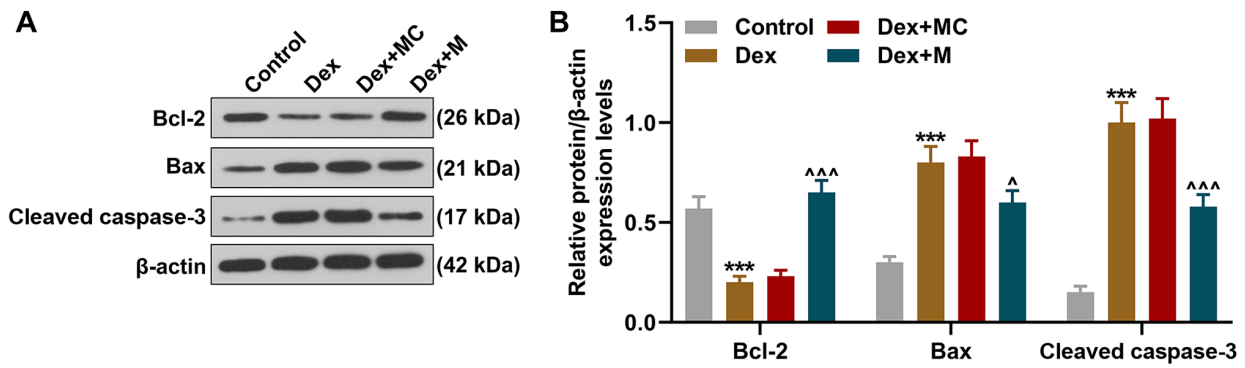 A
Control
Dex
Dex+MC
Dex+M
Bcl-2
(26 kDa)
Bax
(21 kDa)
Cleaved caspase-3
(17 kDa)
β-actin
(42 kDa)
B
Relative protein/β-actin
expression levels
1.5
1.0
0.5
0.0
Control
Dex
Dex+MC
Dex+M
***
^^^
***
^
***
^^^
Bcl-2
Bax
Cleaved caspase-3